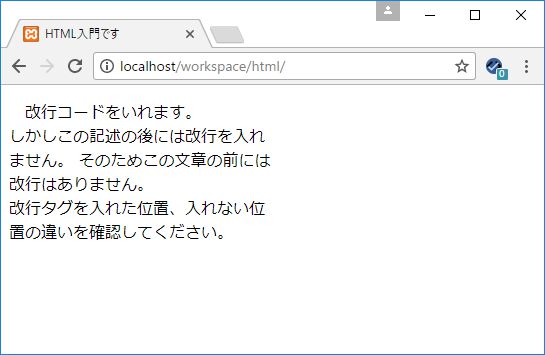 HTML入門です
localhost/workspace/html/
2
　改行コードをいれます。
しかしこの記述の後には改行を入れ
ません。 そのためこの文章の前には
改行はありません。
改行タグを入れた位置、入れない位
置の違いを確認してください。